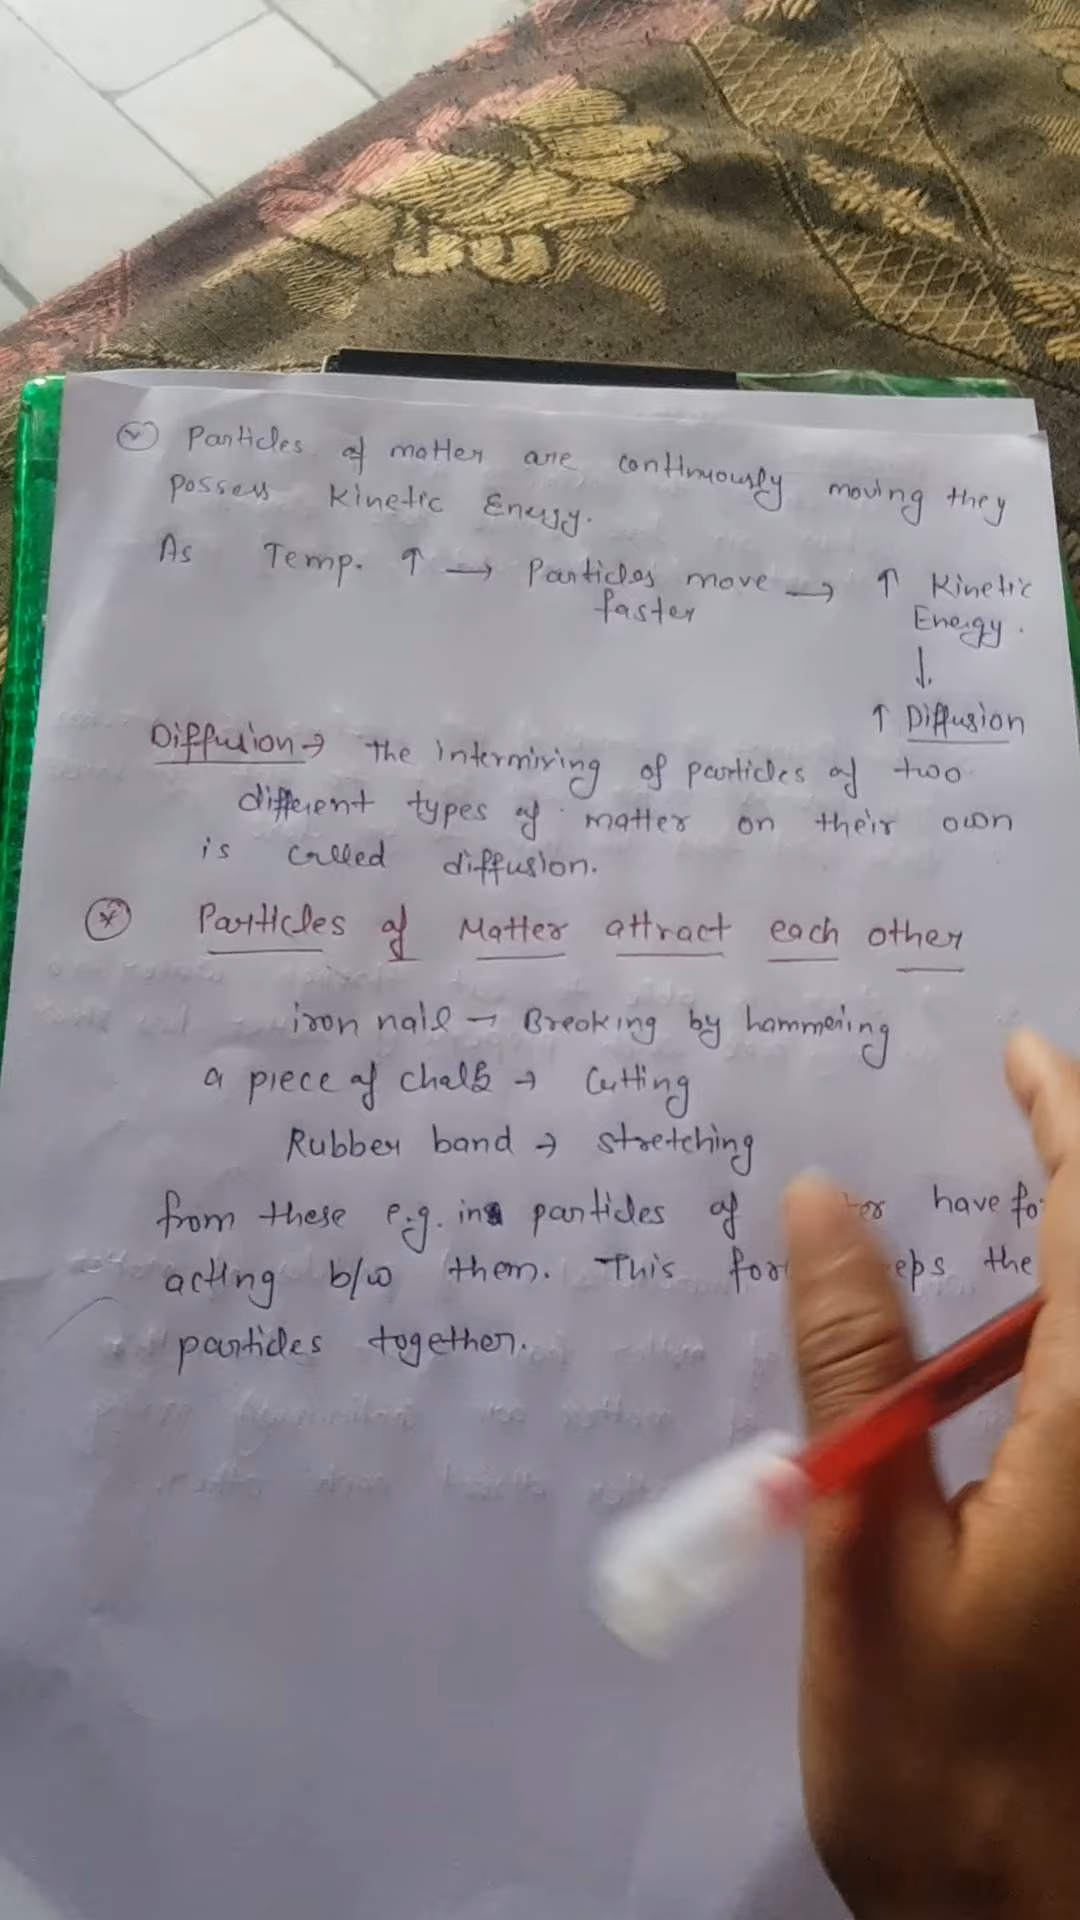 Particles of matter are continuously moving they
possess Kinetic Energy.
As Temp. ↑ → Particles move → ↑ Kinetic
faster Energy.
↓
↑ Diffusion
Diffusion → the intermixing of particles of two
different types of matter on their own
is called diffusion.
Particles of Matter attract each other
iron nail → Breaking by hammering
a piece of chalk → Cutting
Rubber band → stretching
from these e.g. ing particles of have
acting b/w them. This the
particles together.